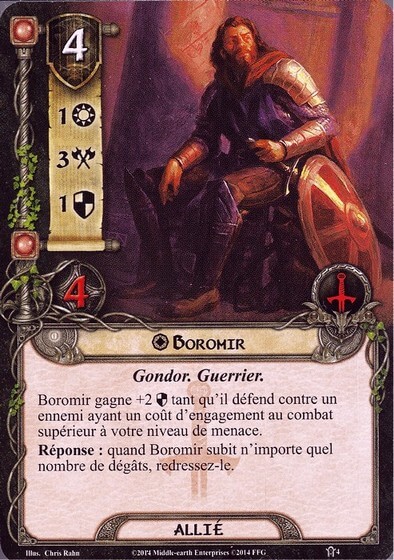 4
1
3
1
4
Boromir
Gondor. Guerrier.
Boromir gagne +2 tant qu'il défend contre un
ennemi ayant un coût d'engagement au combat
supérieur à votre niveau de menace.
Réponse : quand Boromir subit n'importe quel
nombre de dégâts, redressez-le.
ALLIÉ
Illus. Chris Rahn
©2014 Middle-earth Enterprises ©2014 FFG
4